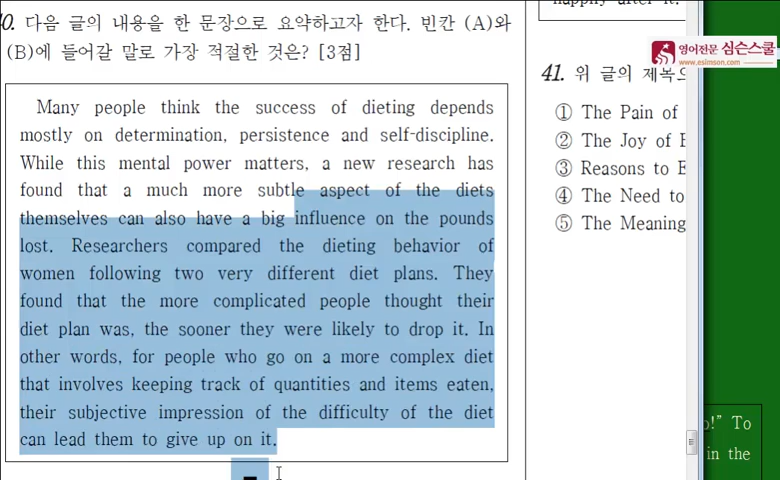 0. 다음 글의 내용을 한 문장으로 요약하고자 한다. 빈칸 (A)와
(B)에 들어갈 말로 가장 적절한 것은? [3점]
Many people think the success of dieting depends
mostly on determination, persistence and self-discipline.
While this mental power matters, a new research has
found that a much more subtle aspect of the diets
themselves can also have a big influence on the pounds
lost. Researchers compared the dieting behavior of
women following two very different diet plans. They
found that the more complicated people thought their
diet plan was, the sooner they were likely to drop it. In
other words, for people who go on a more complex diet
that involves keeping track of quantities and items eaten,
their subjective impression of the difficulty of the diet
can lead them to give up on it.
happily after it.
영어전문 심슨스쿨
www.esimson.com
41. 위 글의 제목으
① The Pain of
② The Joy of
③ Reasons to
④ The Need to
⑤ The Meaning
o!” To
in the